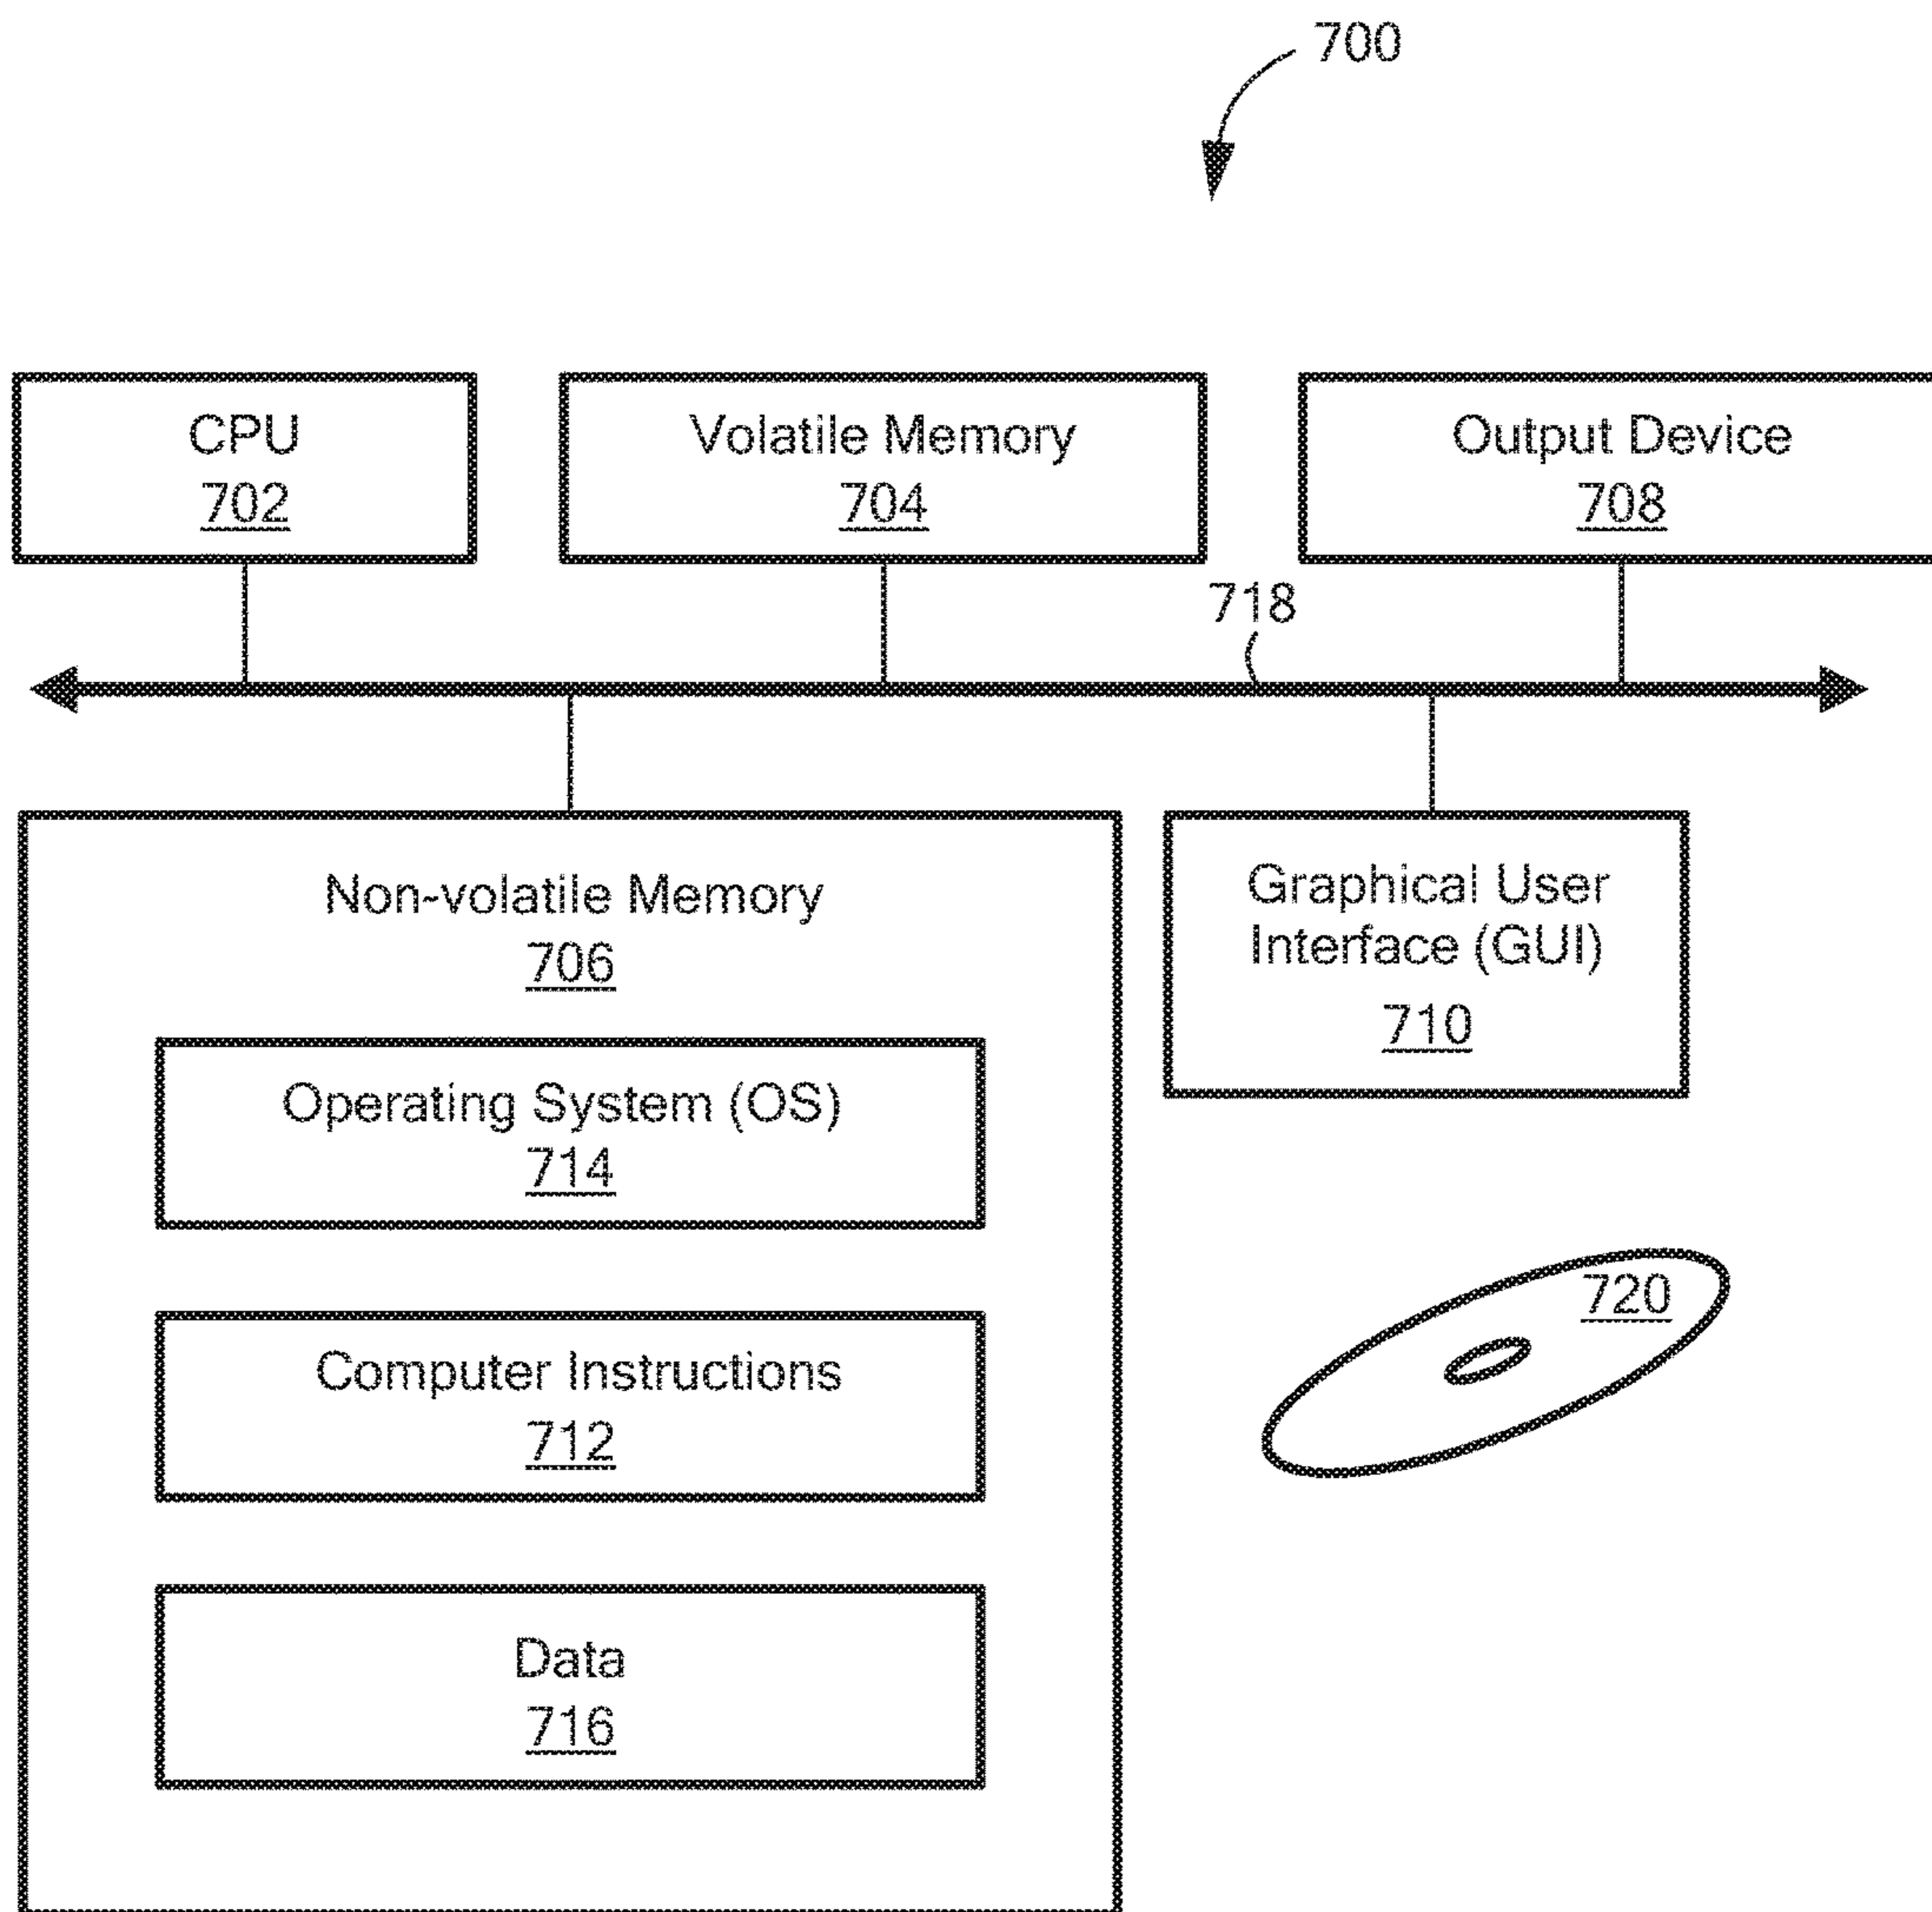 700
CPU
702
Volatile Memory
704
Output Device
708
718
Non-volatile Memory
706
Operating System (OS)
714
Computer Instructions
712
Data
716
Graphical User
Interface (GUI)
710
720